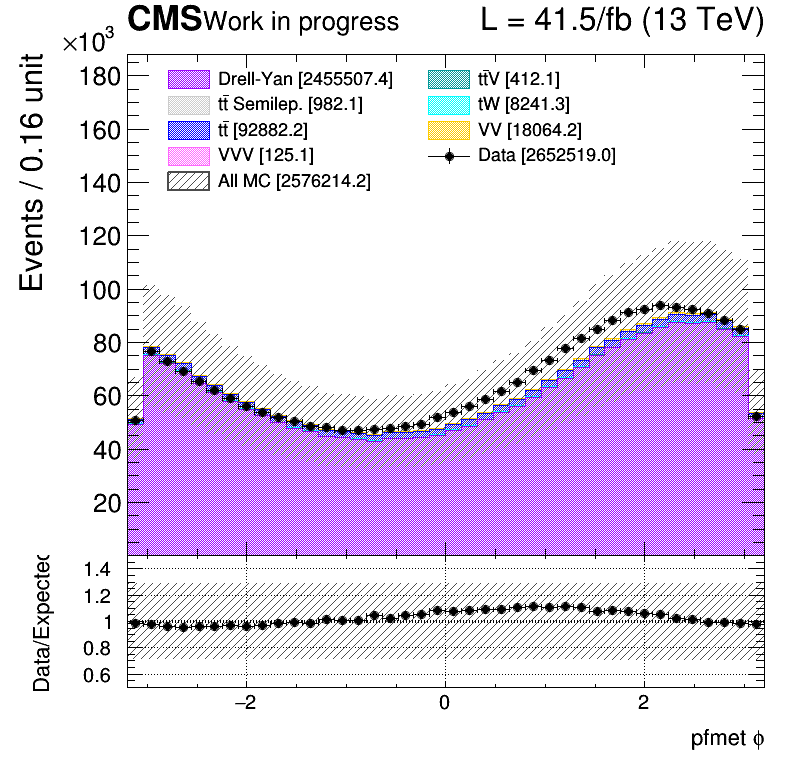 CMS Work in progress L = 41.5/fb (13 TeV)
×10³
Events / 0.16 unit
180
160
140
120
100
80
60
40
20
Drell-Yan [2455507.4]
tt̄ Semilep. [982.1]
tt̄ [92882.2]
VVV [125.1]
All MC [2576214.2]
tt̄V [412.1]
tW [8241.3]
VV [18064.2]
Data [2652519.0]
Data/Expected
1.4
1.2
1
0.8
0.6
−2 0 2
pfmet ϕ